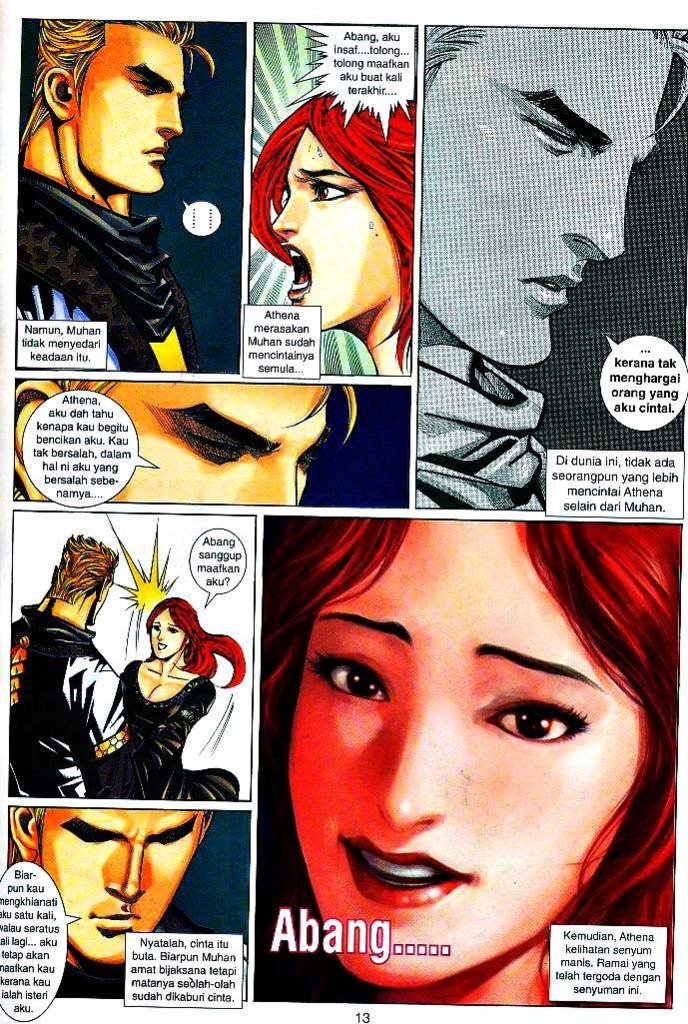 ......
Namun, Muhan
tidak menyedari
keadaan itu.
Abang, aku
insaf....tolong...
tolong maafkan
aku buat kali
terakhir....
Athena
merasakan
Muhan sudah
mencintainya
semula...
...
kerana tak
menghargai
orang yang
aku cintai.
Di dunia ini, tidak ada
seorangpun yang lebih
mencintai Athena
selain dari Muhan.
Athena,
aku dah tahu
kenapa kau begitu
bencikan aku. Kau
tak bersalah, dalam
hal ni aku yang
bersalah sebe-
narnya....
Abang
sanggup
maafkan
aku?
Biar-
pun kau
mengkhianati
aku satu kali,
walau seratus
kali lagi... aku
tetap akan
maafkan kau
kerana kau
ialah isteri
aku.
Nyatalah, cinta itu
buta. Biarpun Muhan
amat bijaksana tetapi
matanya seolah-olah
sudah dikaburi cinta.
Abang.....
Kemudian, Athena
kelihatan senyum
manis. Ramai yang
telah tergoda dengan
senyuman ini.
13